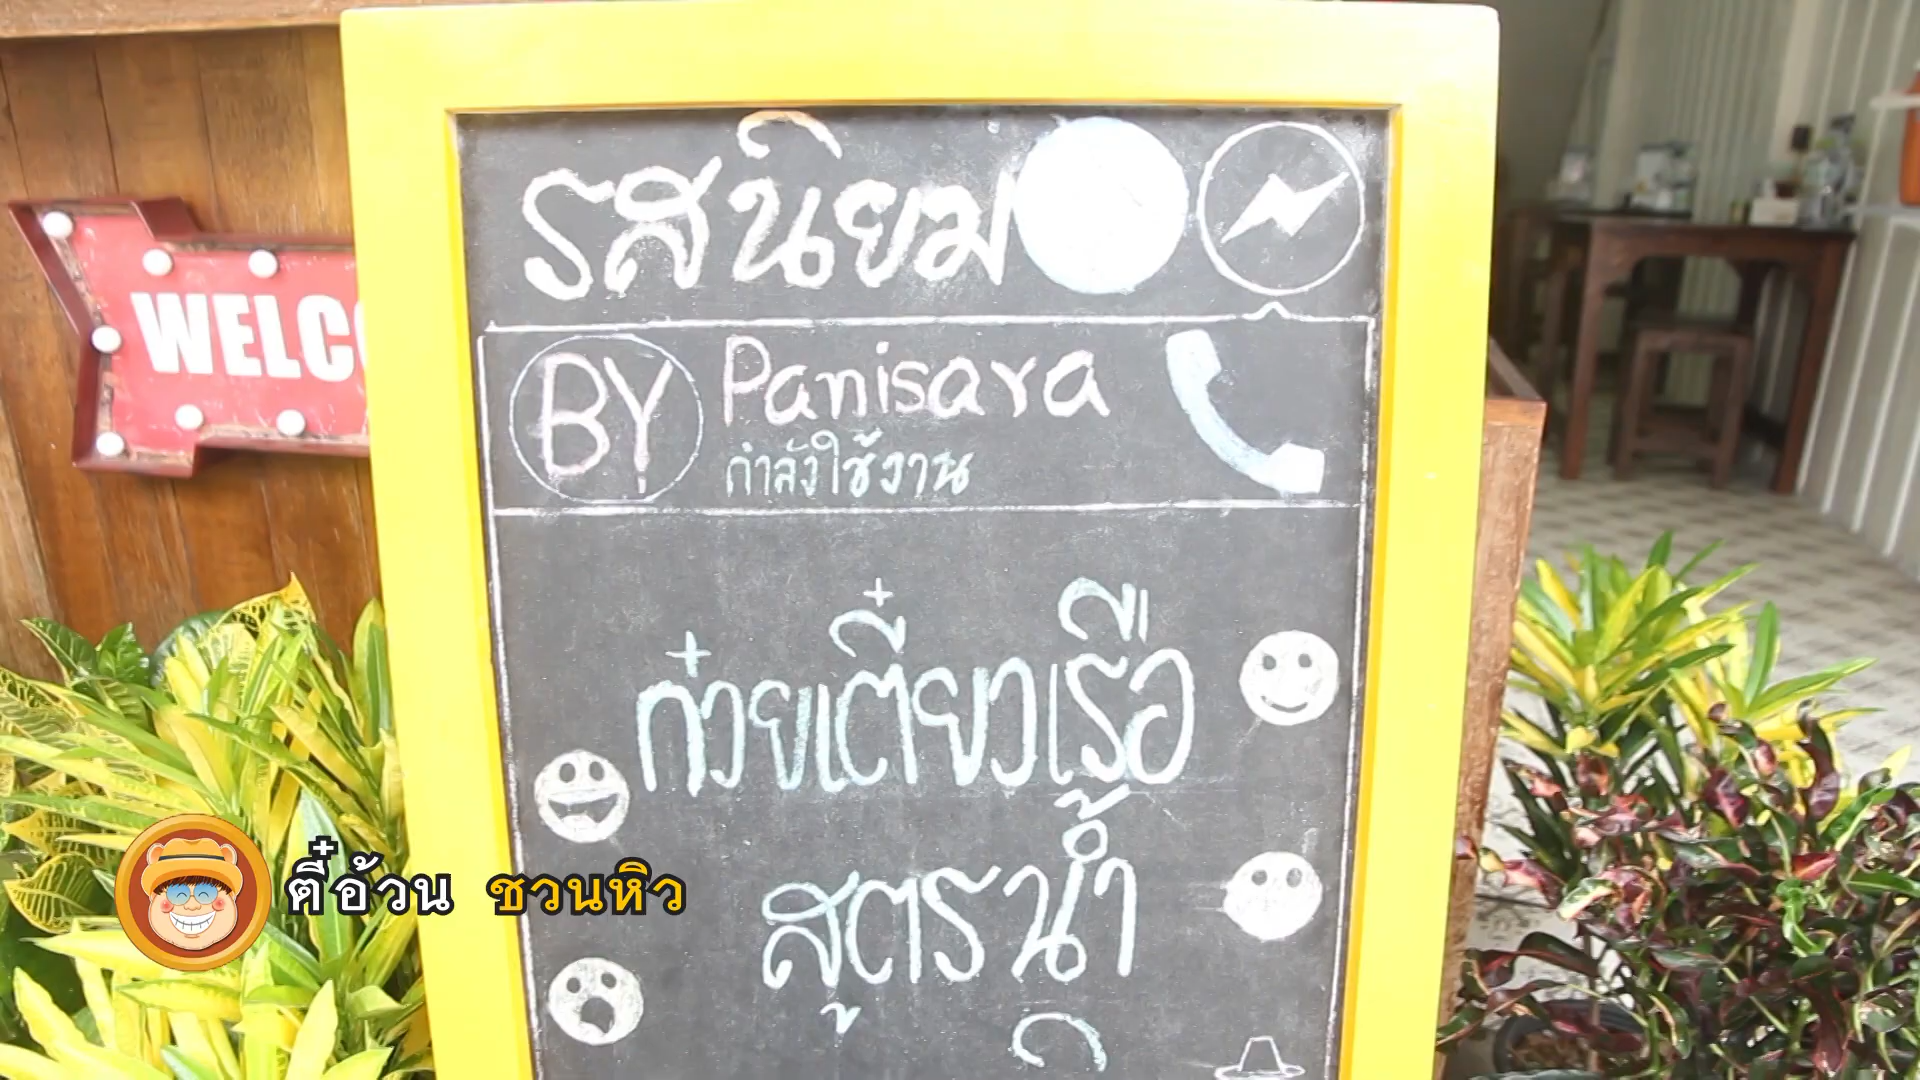 รสนิยม
WELC
BY Panisara
กำลังใช้งาน
ก๋วยเตี๋ยวเรือ
สูตรน้ำ
ตี๋อ้วน ชวนหิว